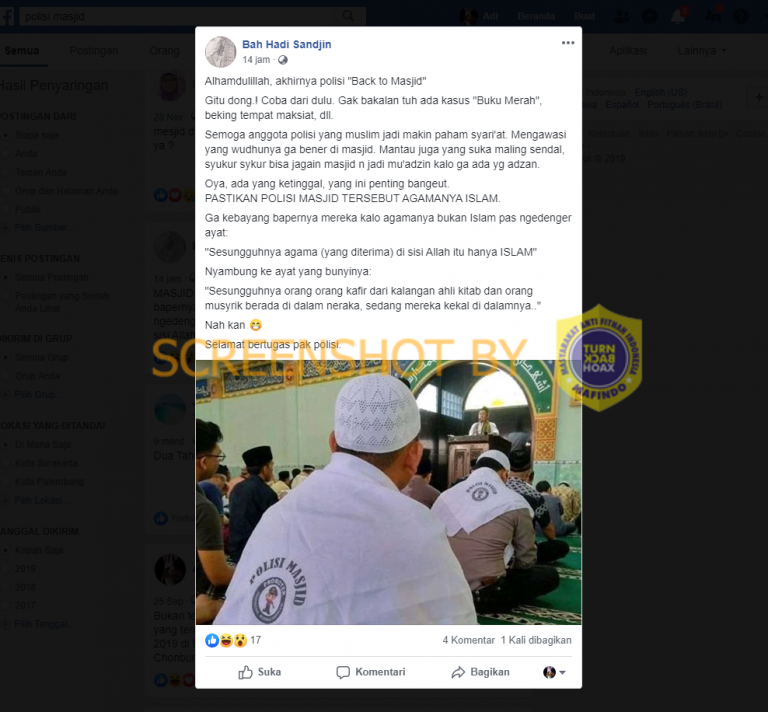 polisi masjid
Adi
Beranda
Buat
Semua
Postingan
Orang
Aplikasi
Lainnya
Hasil Penyaringan
Bah Hadi Sandjin
14 jam
Alhamdulillah, akhirnya polisi "Back to Masjid"
Gitu dong.! Coba dari dulu. Gak bakalan tuh ada kasus "Buku Merah",
beking tempat maksiat, dll.
Semoga anggota polisi yang muslim jadi makin paham syari'at. Mengawasi
yang wudhunya ga bener di masjid. Mantau juga yang suka maling sendal,
syukur sykur bisa jagain masjid n jadi mu'adzin kalo ga ada yg adzan.
Oya, ada yang ketinggal, yang ini penting bangeut.
PASTIKAN POLISI MASJID TERSEBUT AGAMANYA ISLAM.
Ga kebayang bapernya mereka kalo agamanya bukan Islam pas ngedenger
ayat:
"Sesungguhnya agama (yang diterima) di sisi Allah itu hanya ISLAM"
Nyambung ke ayat yang bunyinya:
"Sesungguhnya orang orang kafir dari kalangan ahli kitab dan orang
musyrik berada di dalam neraka, sedang mereka kekal di dalamnya.."
Nah kan
Selamat bertugas pak polisi.
SCREENSHOT BY
MASYARAKAT ANTI FITNAH INDONESIA
TURN
BACK
HOAX
MAFINDO
POLISI MASJID
POLISI MASJID
17
4 Komentar 1 Kali dibagikan
Suka
Komentari
Bagikan
POSTINGAN DARI
Siapa saja
Anda
Teman Anda
Grup dan Halaman Anda
Publik
Pilih Sumber...
JENIS POSTINGAN
Semua Postingan
Postingan yang Sudah
Anda Lihat
DIKIRIM DI GRUP
Semua Grup
Grup Anda
Pilih Grup...
LOKASI YANG DITANDAI
Di Mana Saja
Kota Surakarta
Pilih Lokasi...
TANGGAL DIKIRIM
Kapan Saja
2019
2018
2017
Pilih Tanggal...
English (US)
Español
Português (Brasil)